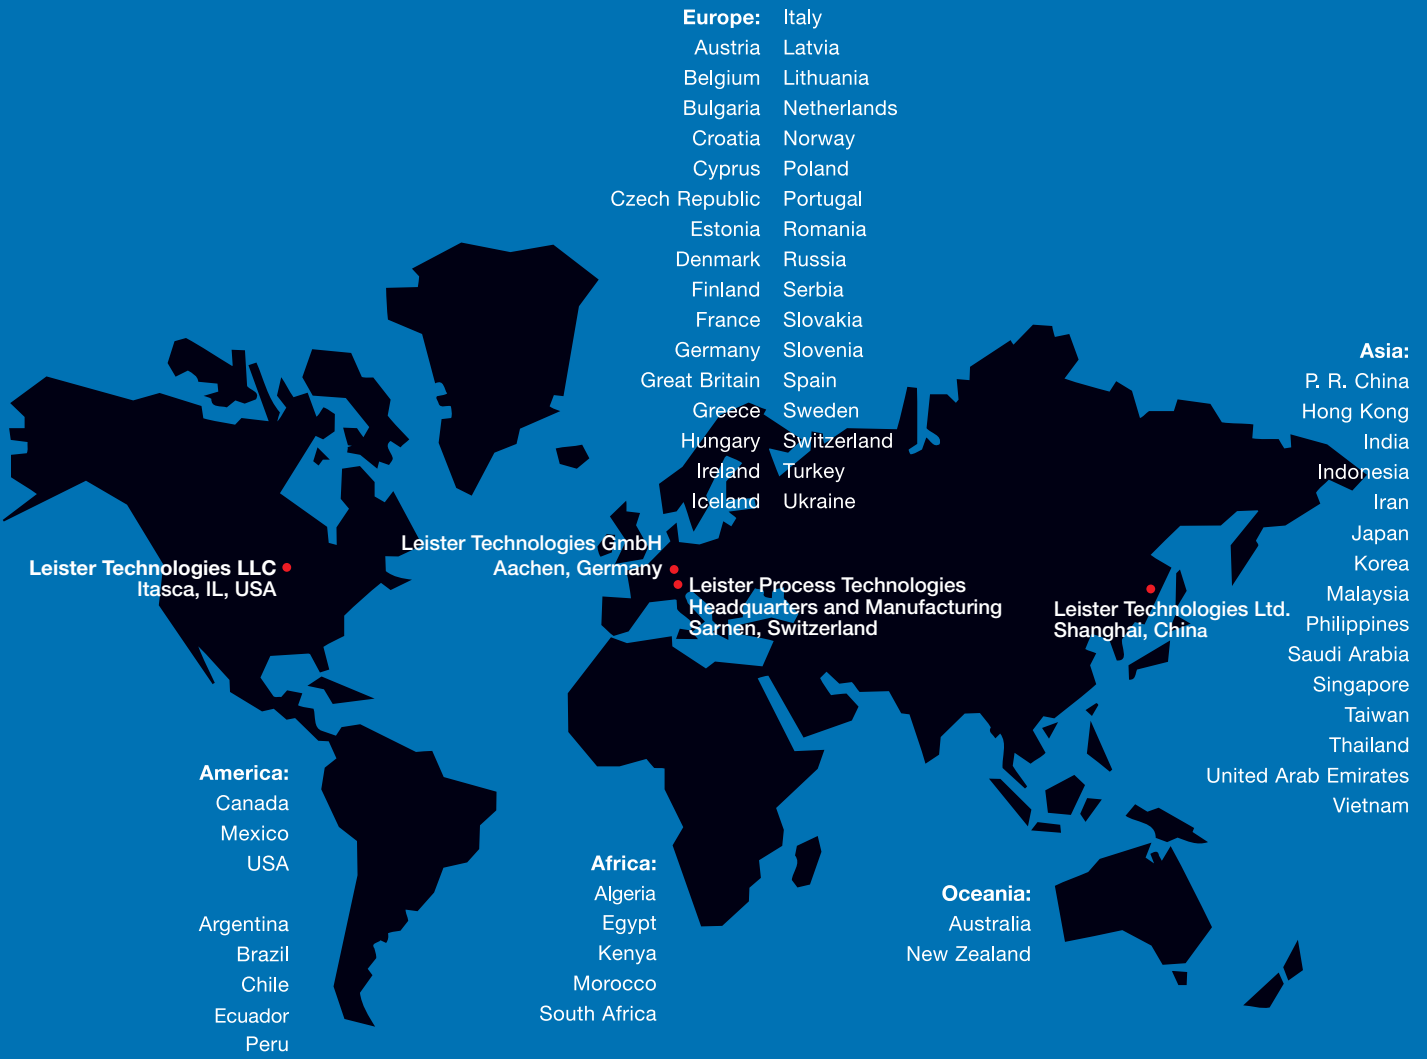 Europe:
Austria
Belgium
Bulgaria
Croatia
Cyprus
Czech Republic
Estonia
Denmark
Finland
France
Germany
Great Britain
Greece
Hungary
Ireland
Iceland
Italy
Latvia
Lithuania
Netherlands
Norway
Poland
Portugal
Romania
Russia
Serbia
Slovakia
Slovenia
Spain
Sweden
Switzerland
Turkey
Ukraine
Asia:
P. R. China
Hong Kong
India
Indonesia
Iran
Japan
Korea
Malaysia
Philippines
Saudi Arabia
Singapore
Taiwan
Thailand
United Arab Emirates
Vietnam
Leister Technologies LLC
Itasca, IL, USA
Leister Technologies GmbH
Aachen, Germany
Leister Process Technologies
Headquarters and Manufacturing
Sarnen, Switzerland
Leister Technologies Ltd.
Shanghai, China
America:
Canada
Mexico
USA
Argentina
Brazil
Chile
Ecuador
Peru
Africa:
Algeria
Egypt
Kenya
Morocco
South Africa
Oceania:
Australia
New Zealand